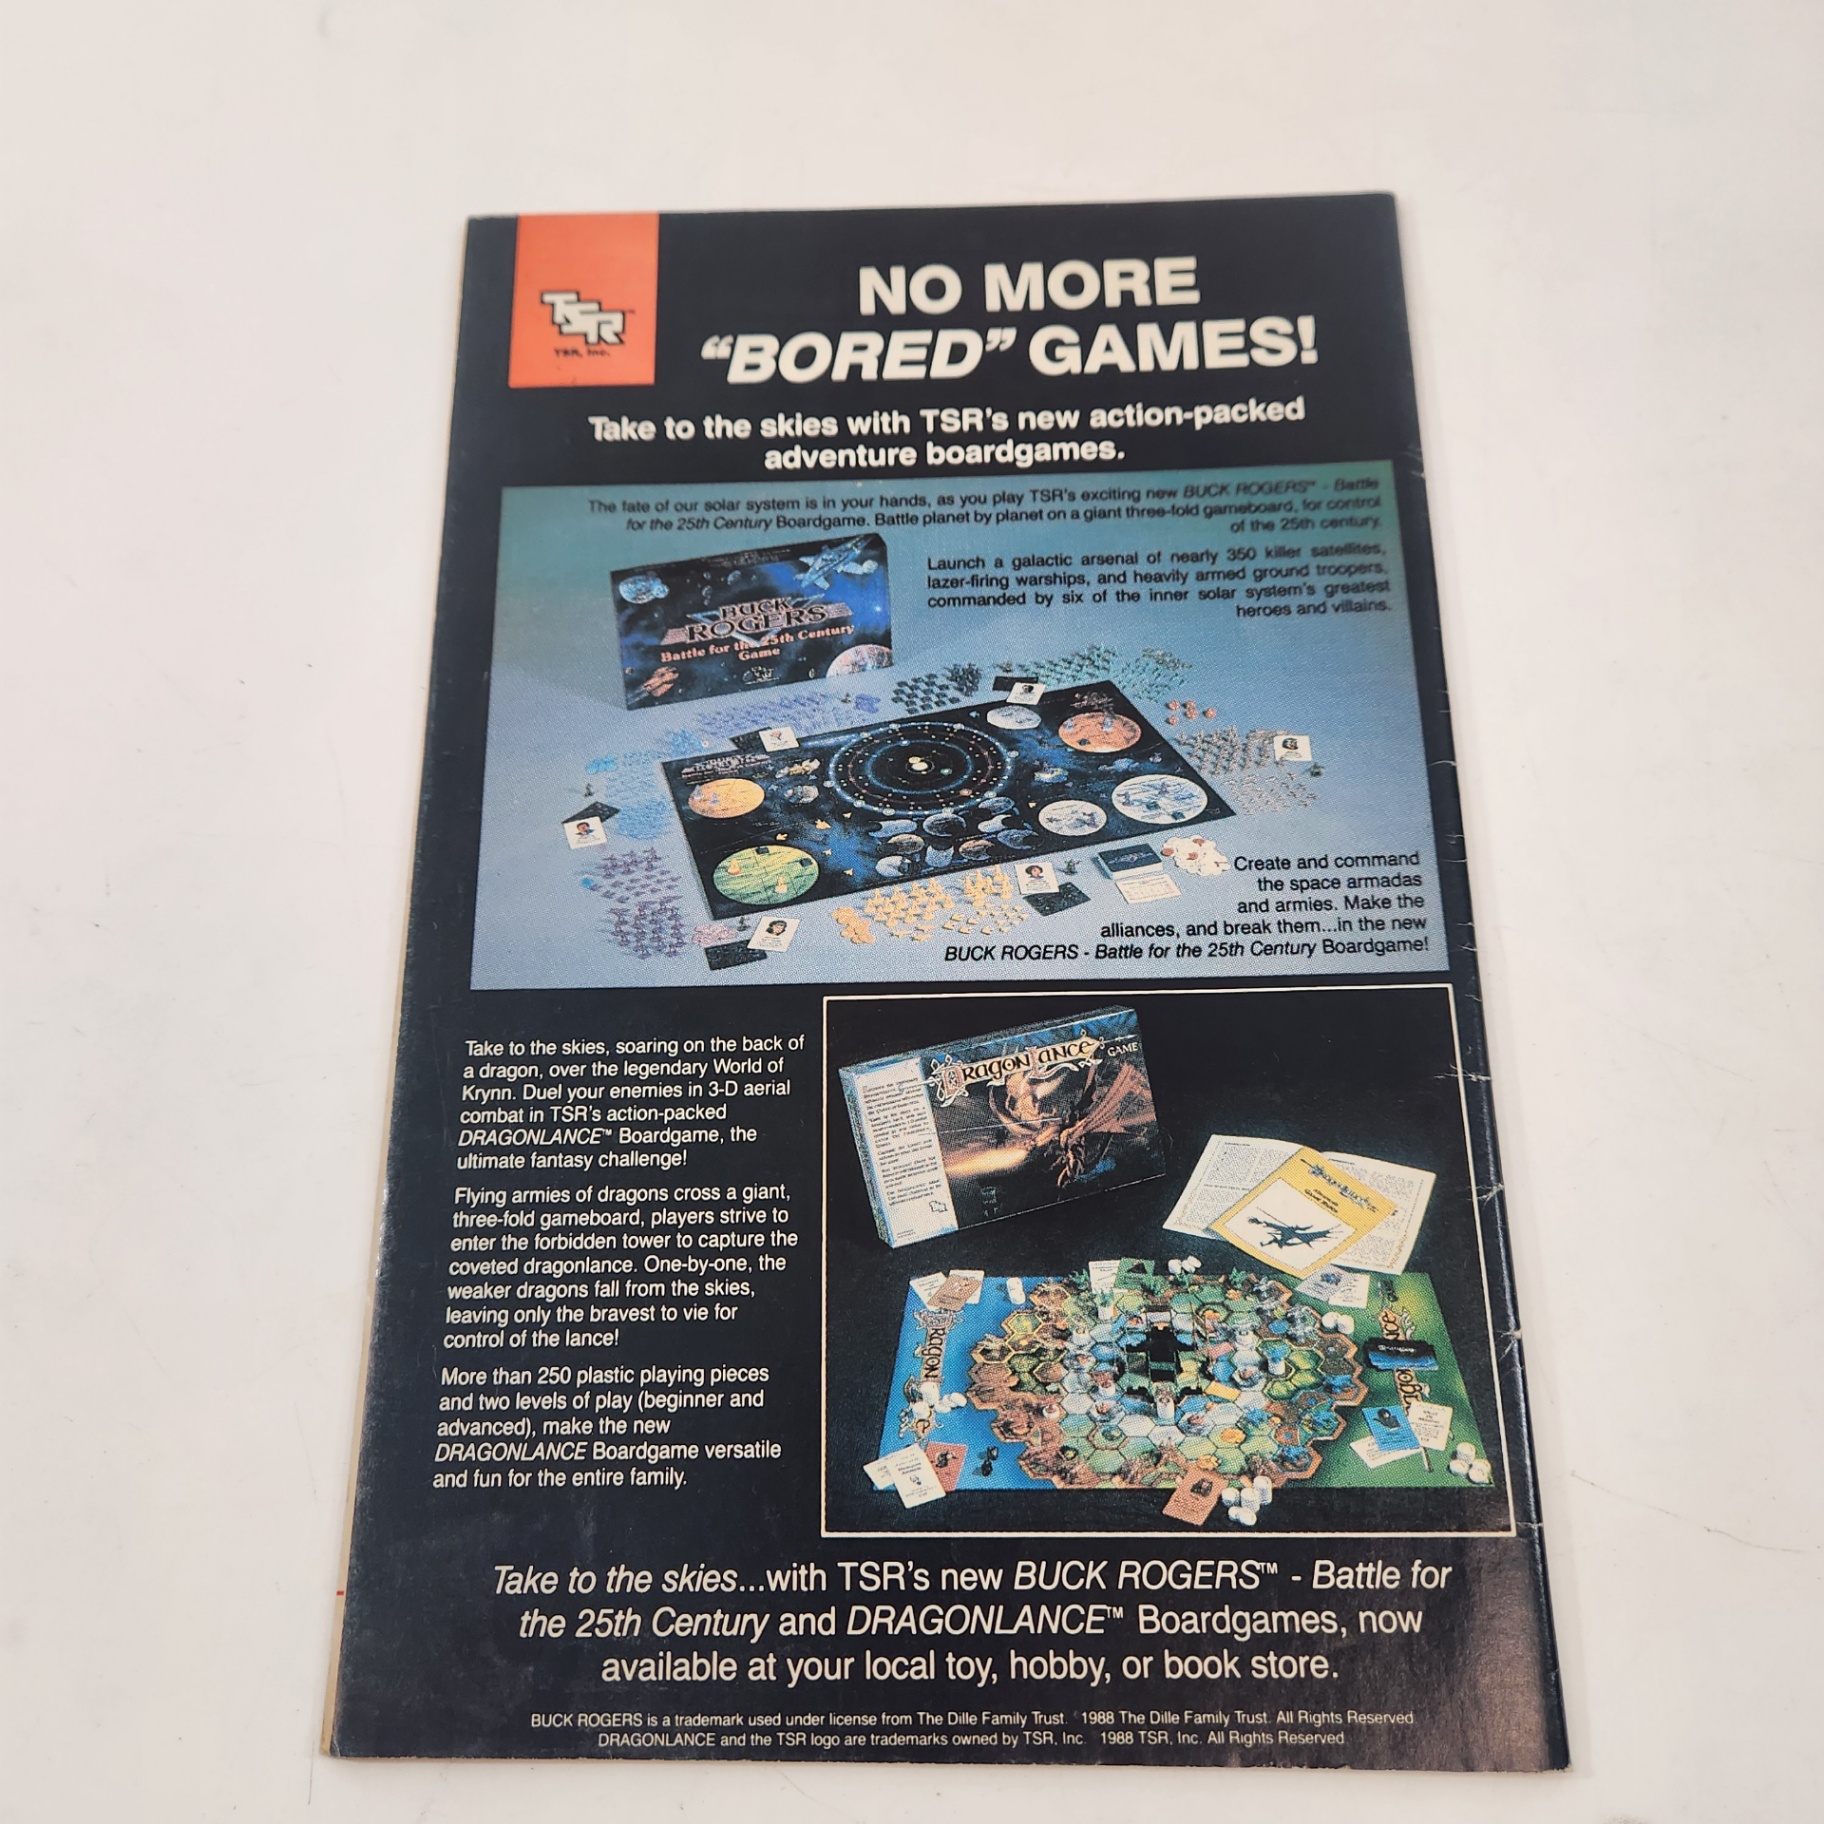 TSR™
TSR, Inc.
NO MORE
“BORED” GAMES!
Take to the skies with TSR's new action-packed
adventure boardgames.
The fate of our solar system is in your hands, as you play TSR's exciting new BUCK ROGERS™ - Battle
for the 25th Century Boardgame. Battle planet by planet on a giant three-fold gameboard, for control
of the 25th century.
Launch a galactic arsenal of nearly 350 killer satellites,
lazer-firing warships, and heavily armed ground troopers,
commanded by six of the inner solar system's greatest
heroes and villains.
BUCK
ROGERS
Battle for the 25th Century
Game
Create and command
the space armadas
and armies. Make the
alliances, and break them...in the new
BUCK ROGERS - Battle for the 25th Century Boardgame!
Take to the skies, soaring on the back of
a dragon, over the legendary World of
Krynn. Duel your enemies in 3-D aerial
combat in TSR's action-packed
DRAGONLANCE™ Boardgame, the
ultimate fantasy challenge!
Flying armies of dragons cross a giant,
three-fold gameboard, players strive to
enter the forbidden tower to capture the
coveted dragonlance. One-by-one, the
weaker dragons fall from the skies,
leaving only the bravest to vie for
control of the lance!
More than 250 plastic playing pieces
and two levels of play (beginner and
advanced), make the new
DRAGONLANCE Boardgame versatile
and fun for the entire family.
DRAGONLANCE GAME
Take to the skies...with TSR's new BUCK ROGERS™ - Battle for
the 25th Century and DRAGONLANCE™ Boardgames, now
available at your local toy, hobby, or book store.
BUCK ROGERS is a trademark used under license from The Dille Family Trust. 1988 The Dille Family Trust. All Rights Reserved
DRAGONLANCE and the TSR logo are trademarks owned by TSR, Inc. 1988 TSR, Inc. All Rights Reserved.